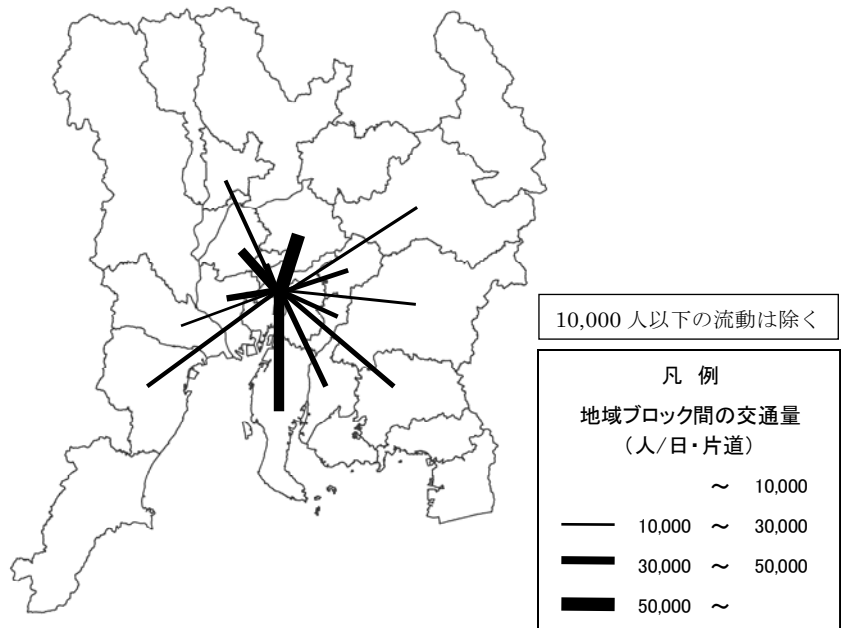 10,000 人以下の流動は除く
凡 例
地域ブロック間の交通量
(人/日・片道)
～ 10,000
10,000 ～ 30,000
30,000 ～ 50,000
50,000 ～